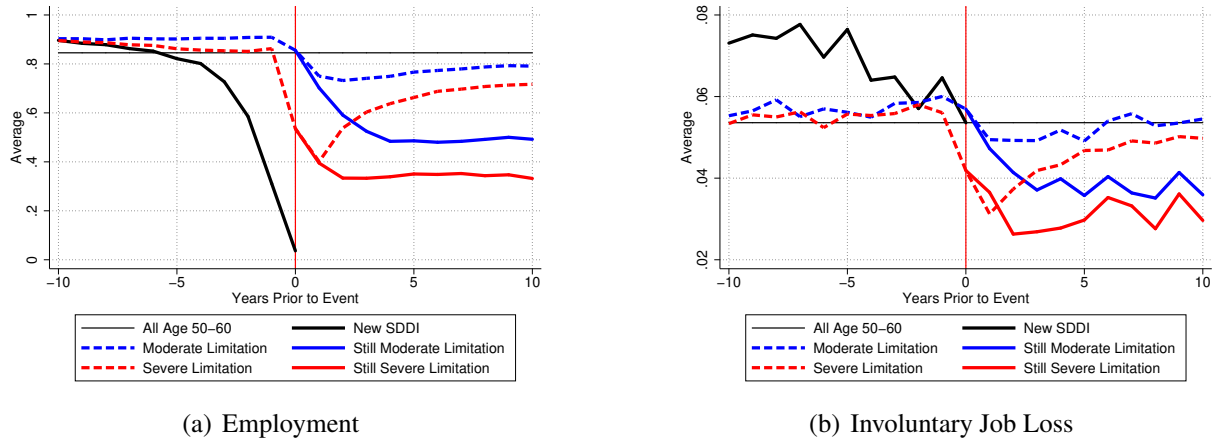 Average
0 .2 .4 .6 .8 1
−10 −5 0 5 10
Years Prior to Event
All Age 50−60 New SDDI
Moderate Limitation Still Moderate Limitation
Severe Limitation Still Severe Limitation
(a) Employment
Average
.02 .04 .06 .08
−10 −5 0 5 10
Years Prior to Event
All Age 50−60 New SDDI
Moderate Limitation Still Moderate Limitation
Severe Limitation Still Severe Limitation
(b) Involuntary Job Loss